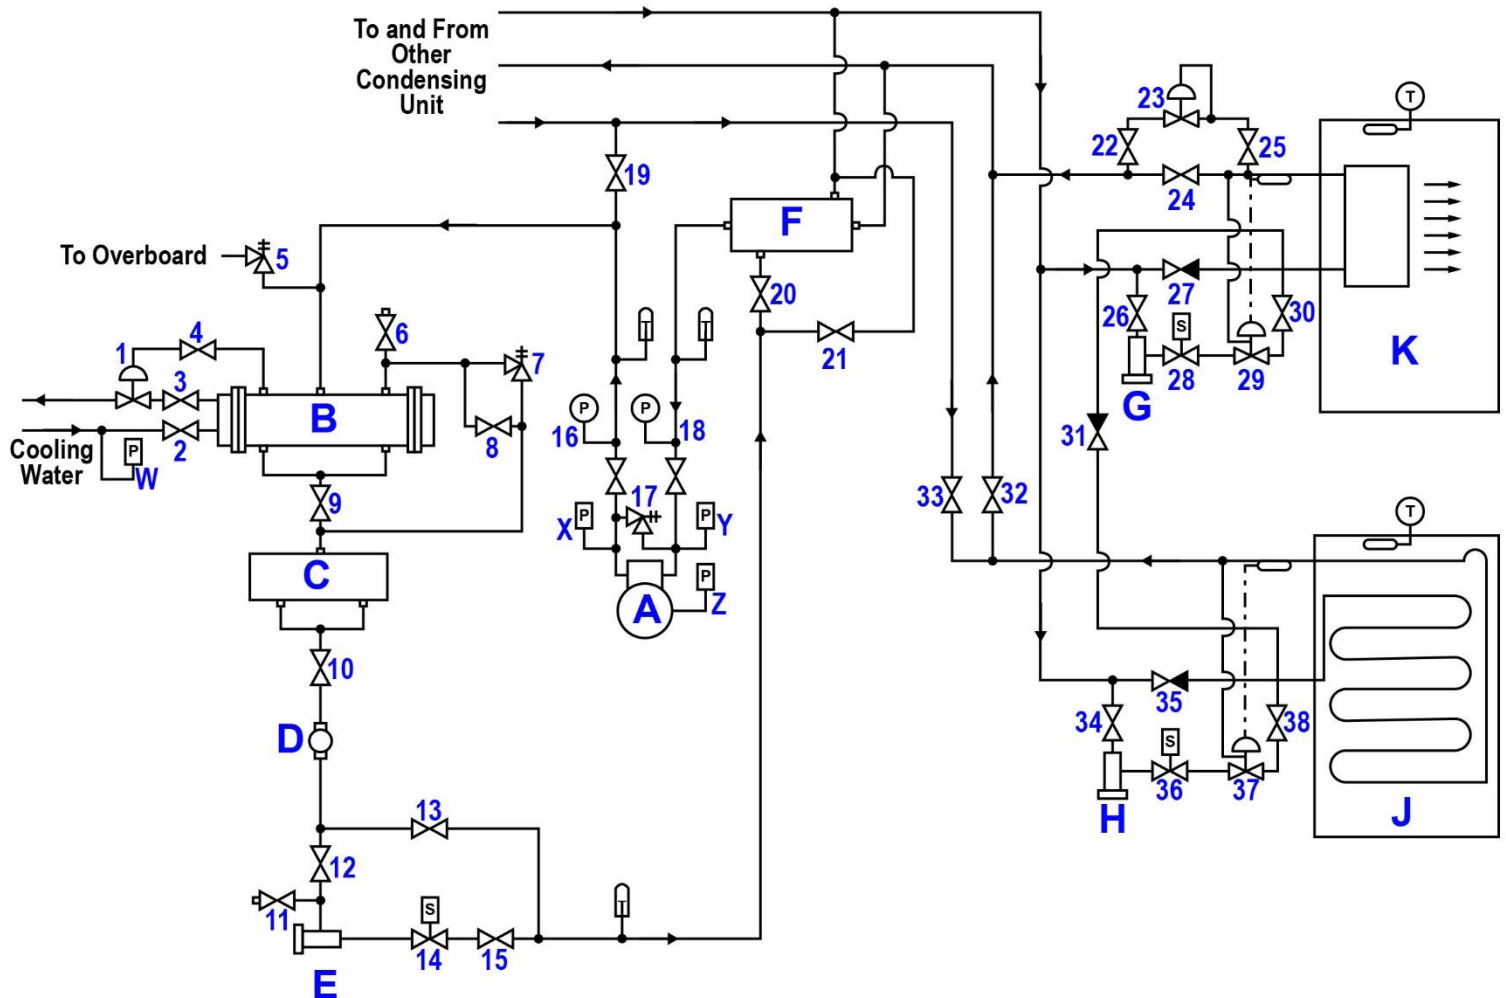 To and From
Other
Condensing
Unit
To Overboard
Cooling
Water
1
2
3
4
5
6
7
8
9
10
11
12
13
14
15
16
17
18
19
20
21
22
23
24
25
26
27
28
29
30
31
32
33
34
35
36
37
38
A
B
C
D
E
F
G
H
J
K
W
X
Y
Z
P
P
P
P
P
P
T
T
T
T
T
S
S
S